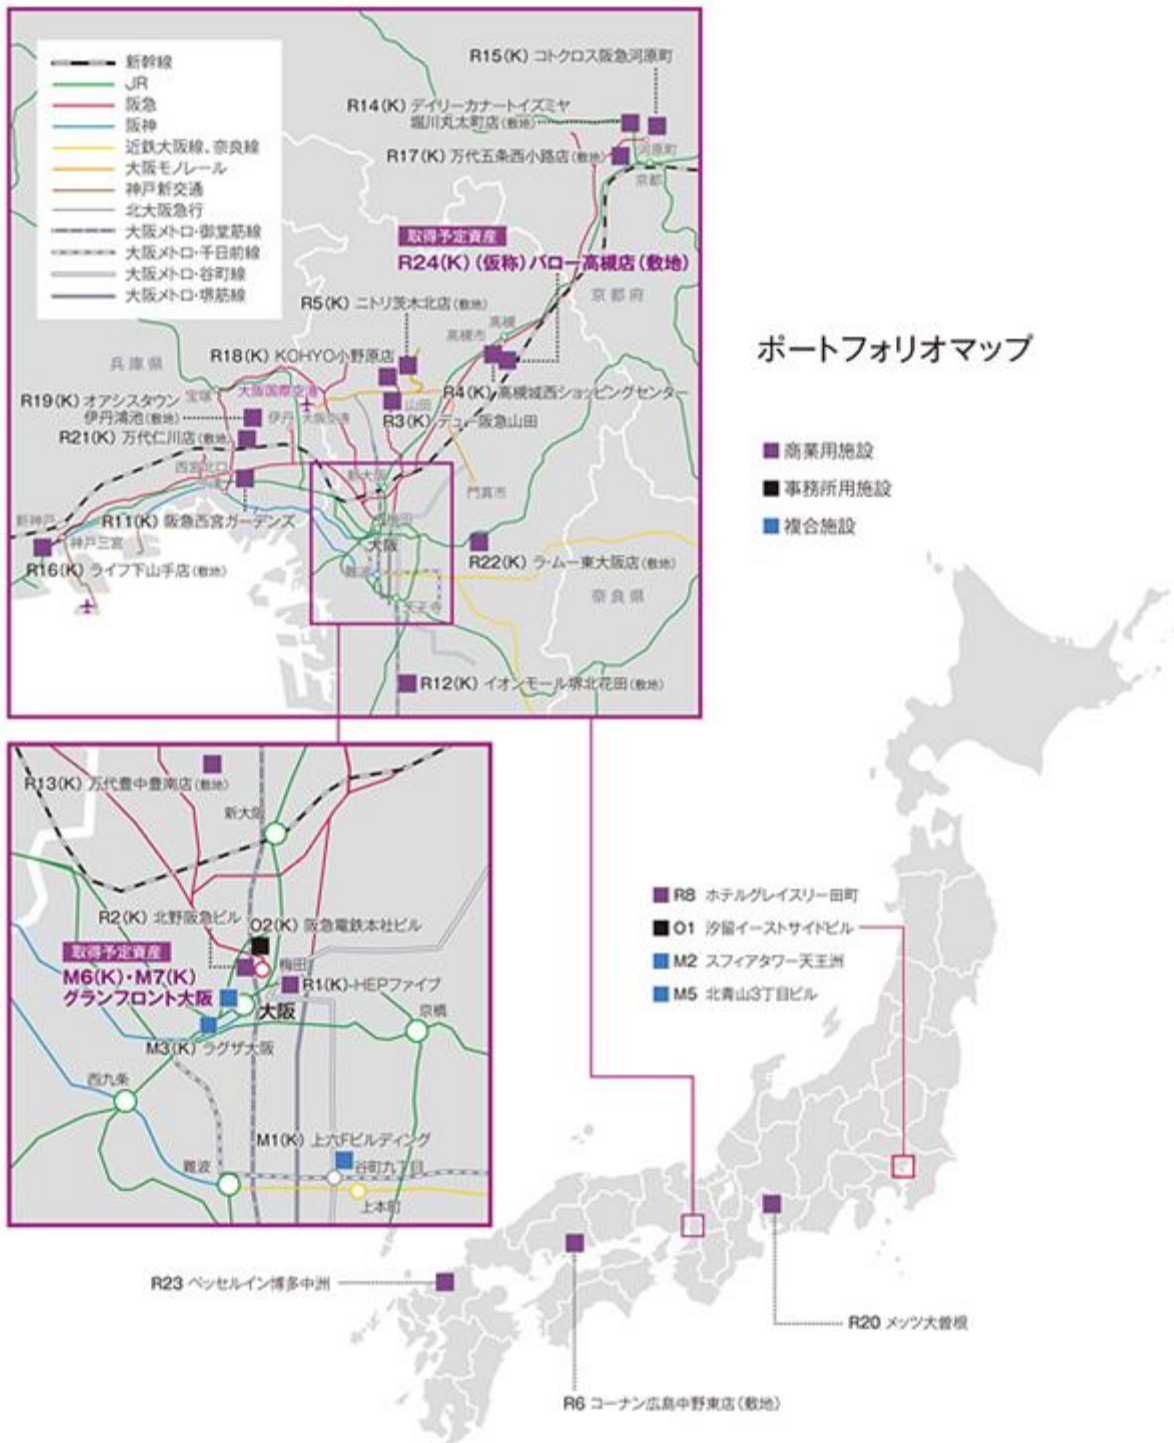 新幹線
JR
阪急
阪神
近鉄大阪線、奈良線
大阪モノレール
神戸新交通
北大阪急行
大阪メトロ・御堂筋線
大阪メトロ・千日前線
大阪メトロ・谷町線
大阪メトロ・堺筋線
R15(K) コトクロス阪急河原町
R14(K) デイリーカナートイズミヤ
堀川丸太町店(敷地)
R17(K) 万代五条西小路店(敷地)
河原町
京都
取得予定資産
R24(K) (仮称)バロー高槻店(敷地)
京都府
R5(K) ニトリ茨木北店(敷地)
高槻
高槻市
兵庫県
R18(K) KOHYO小野原店
R4(K) 高槻城西ショッピングセンター
宝塚
大阪国際空港
山田
R19(K) オアシスタウン
伊丹鴻池(敷地)
伊丹
大阪空港
R3(K) デュー阪急山田
R21(K) 万代仁川店(敷地)
西宮北口
新大阪
門真市
新神戸
R11(K) 阪急西宮ガーデンズ
神戸三宮
大阪
R22(K) ラ・ムー東大阪店(敷地)
R16(K) ライフ下山手店(敷地)
難波
奈良県
天王寺
R12(K) イオンモール堺北花田(敷地)
ポートフォリオマップ
商業用施設
事務所用施設
複合施設
R13(K) 万代豊中豊南店(敷地)
新大阪
R2(K) 北野阪急ビル
O2(K) 阪急電鉄本社ビル
取得予定資産
梅田
M6(K)・M7(K)
グランフロント大阪
R1(K)-HEPファイブ
大阪
京橋
M3(K) ラグザ大阪
西九条
M1(K) 上六Fビルディング
難波
谷町九丁目
上本町
R8 ホテルグレイスリー田町
O1 汐留イーストサイドビル
M2 スフィアタワー天王洲
M5 北青山3丁目ビル
R23 ベッセルイン博多中洲
R20 メッツ大曽根
R6 コーナン広島中野東店(敷地)